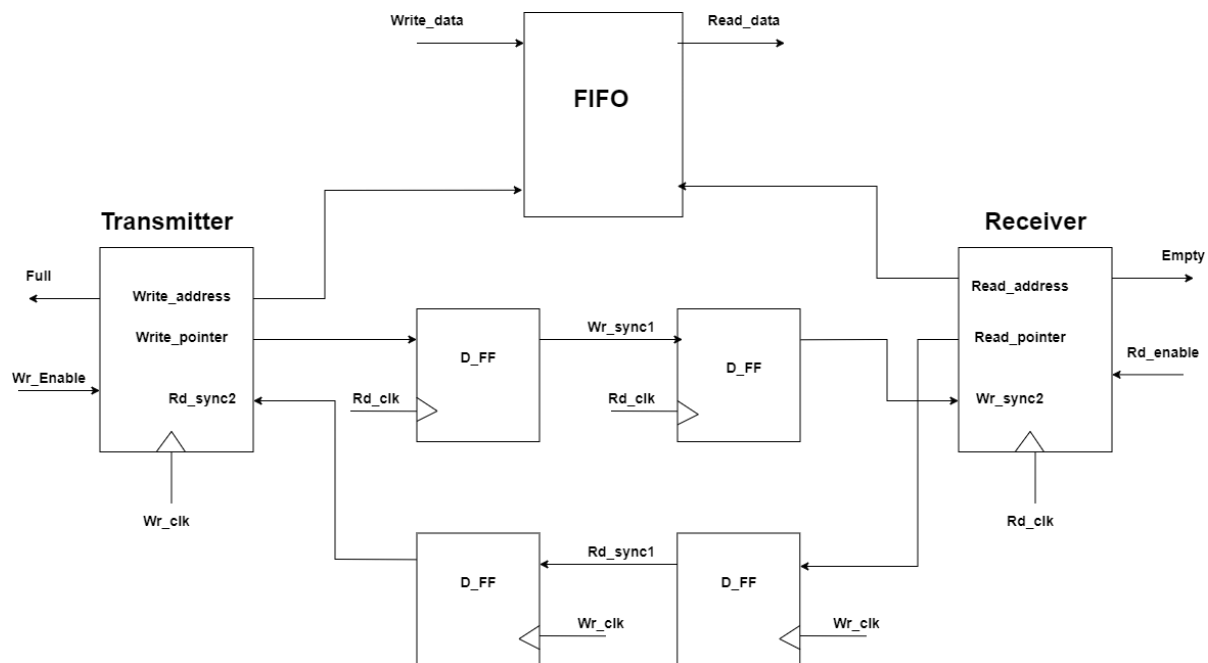 Write_data
Read_data
FIFO
Transmitter
Receiver
Full
Empty
Write_address
Read_address
Write_pointer
Wr_sync1
Read_pointer
D_FF
D_FF
Rd_enable
Wr_Enable
Rd_sync2
Rd_clk
Rd_clk
Wr_sync2
Wr_clk
Rd_clk
Rd_sync1
D_FF
D_FF
Wr_clk
Wr_clk